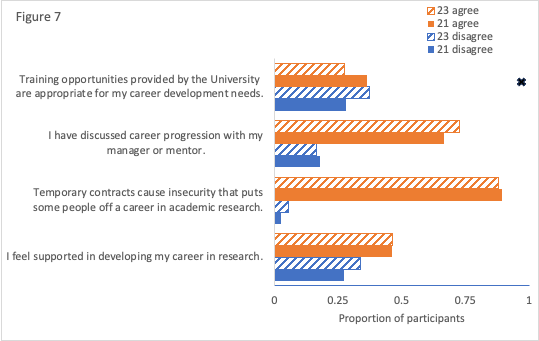 Figure 7
23 agree
21 agree
23 disagree
21 disagree
Training opportunities provided by the University
are appropriate for my career development needs.
I have discussed career progression with my
manager or mentor.
Temporary contracts cause insecurity that puts
some people off a career in academic research.
I feel supported in developing my career in research.
0 0.25 0.5 0.75 1
Proportion of participants